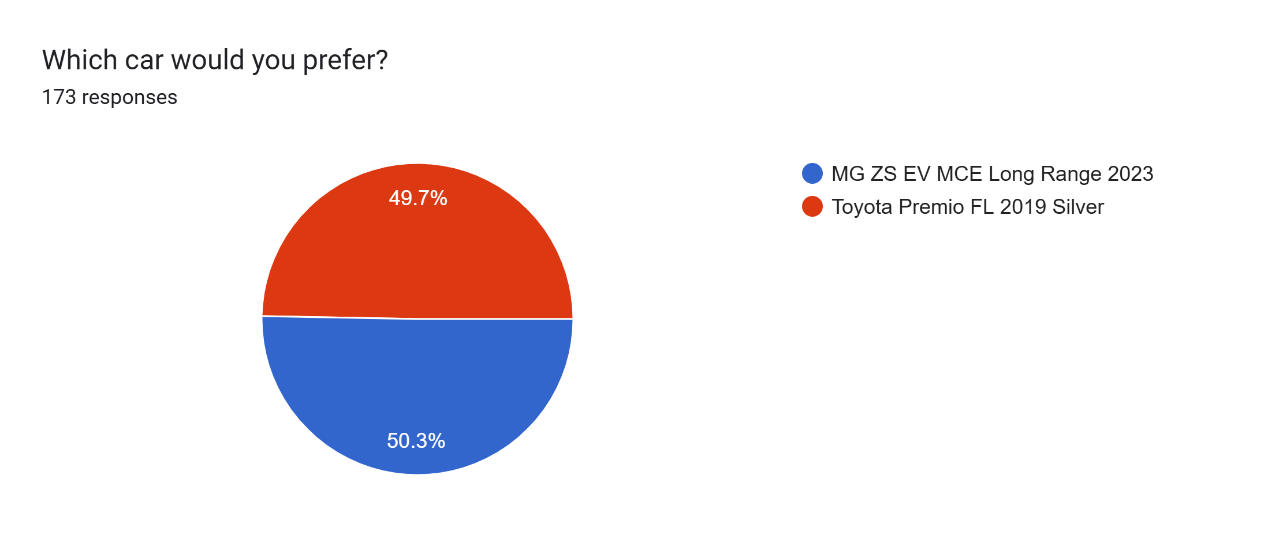 Which car would you prefer?
173 responses
MG ZS EV MCE Long Range 2023
Toyota Premio FL 2019 Silver
49.7%
50.3%